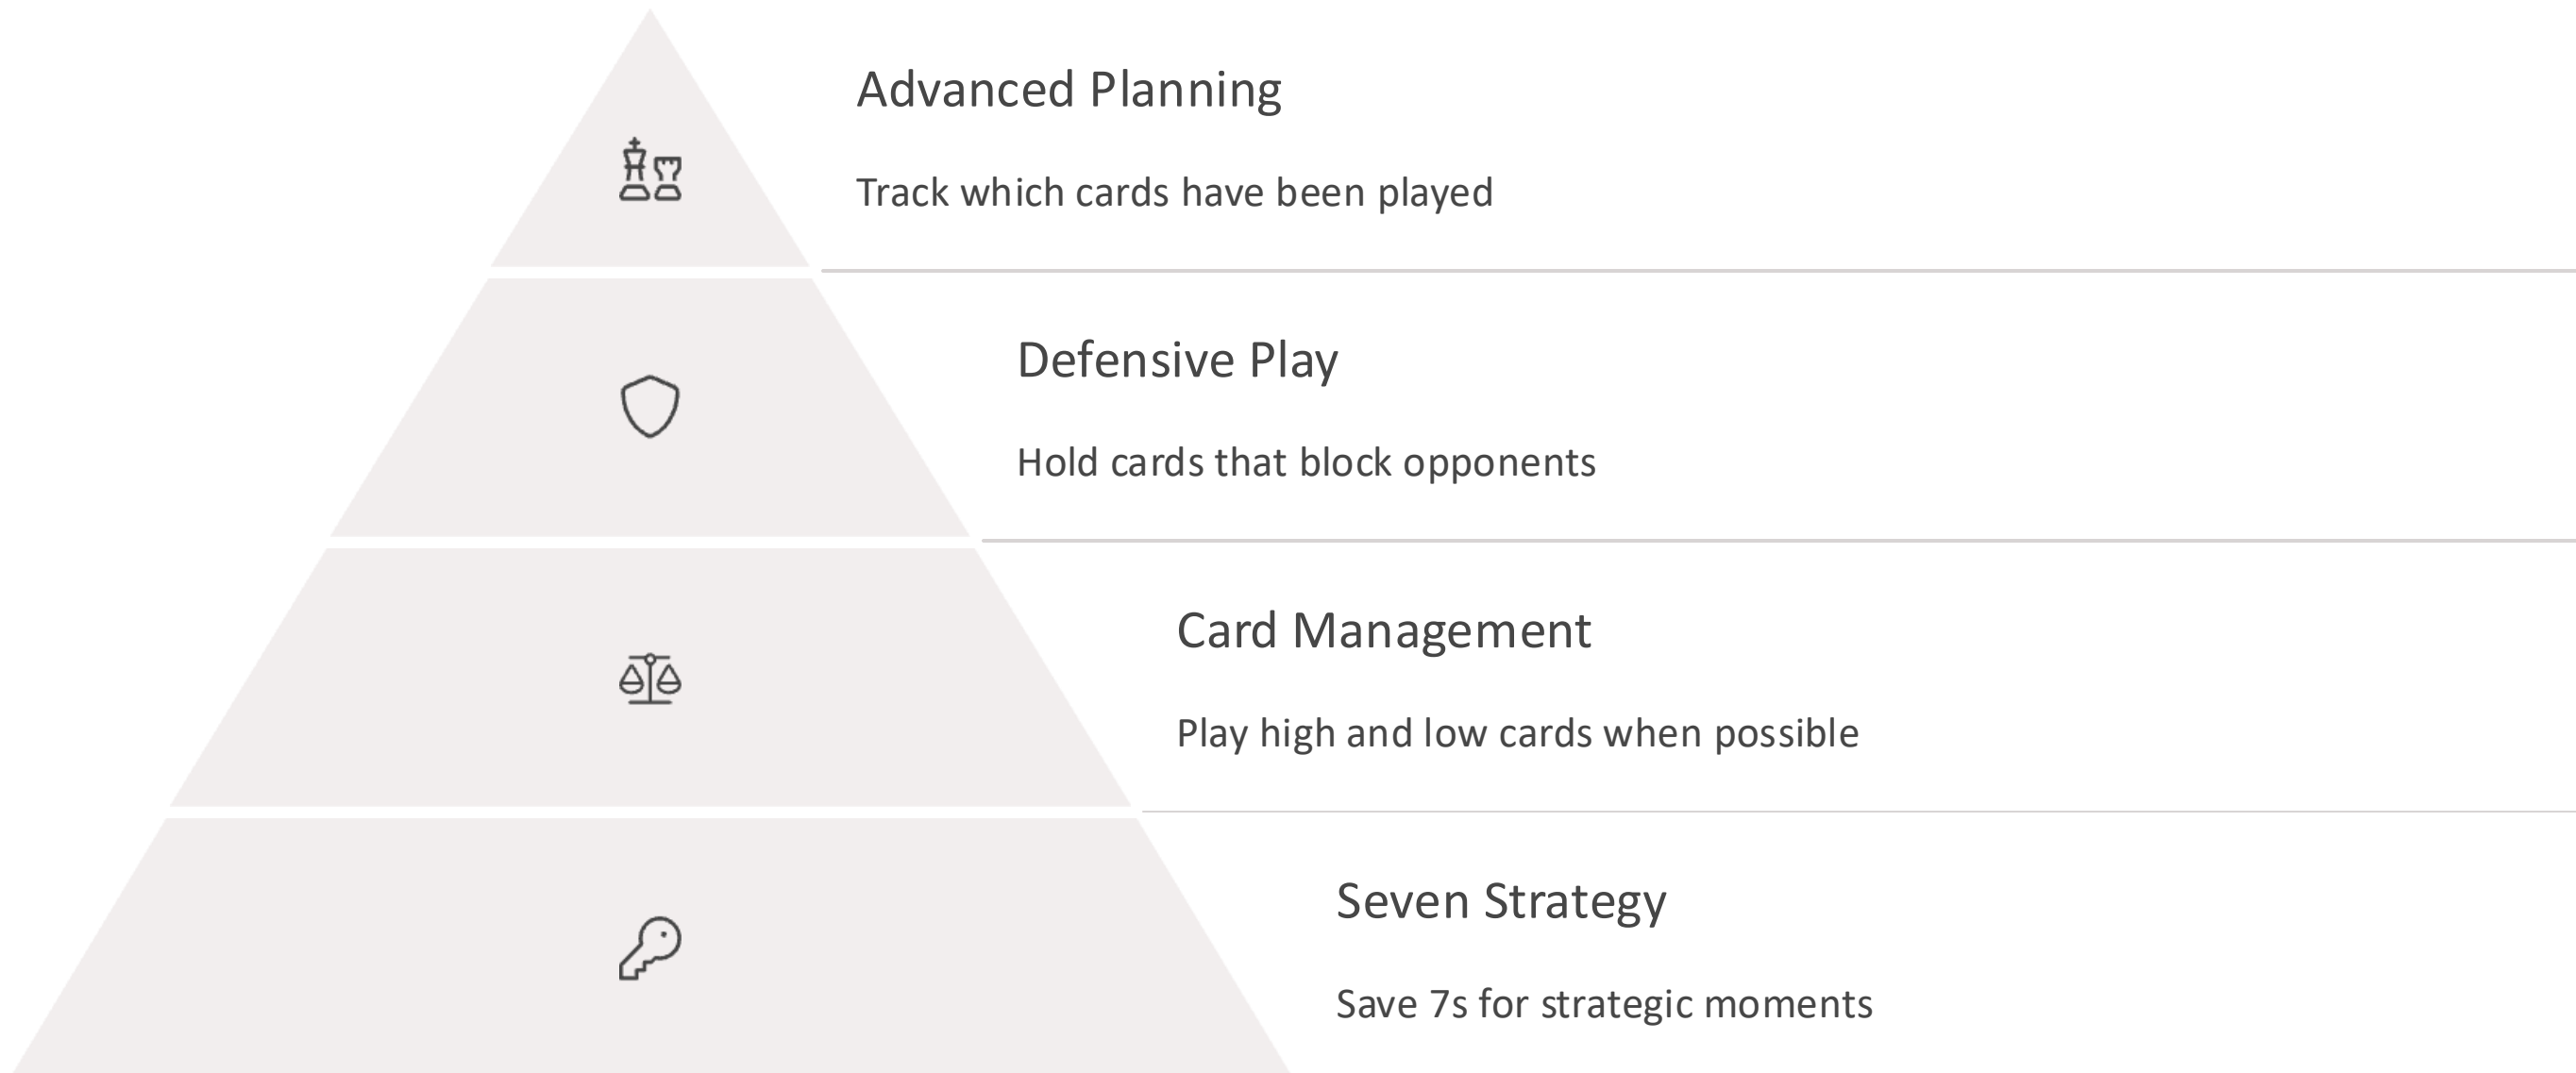 Advanced Planning
Track which cards have been played
Defensive Play
Hold cards that block opponents
Card Management
Play high and low cards when possible
Seven Strategy
Save 7s for strategic moments